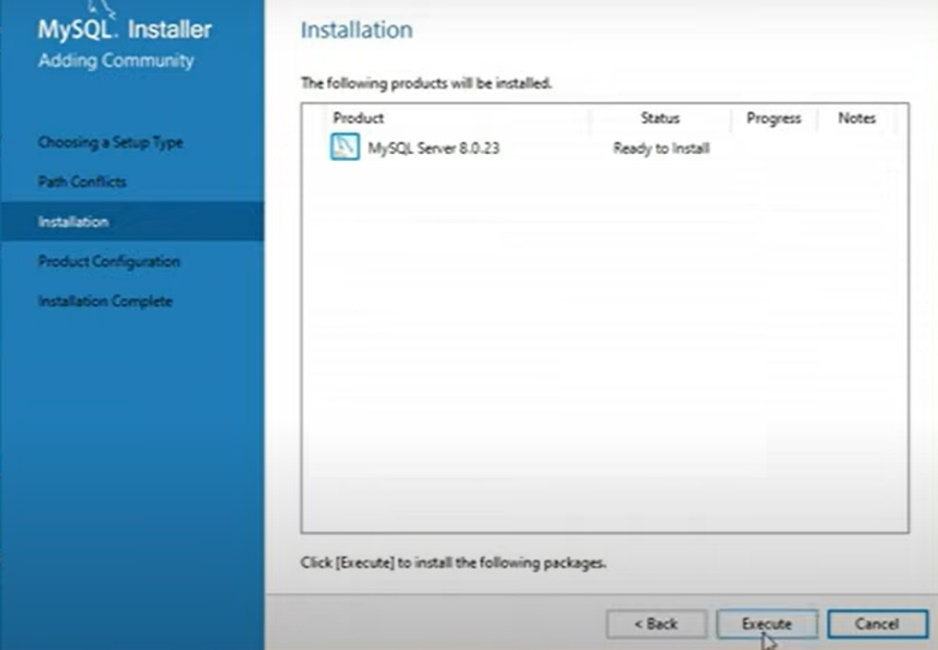 MySQL. Installer
Adding Community
Choosing a Setup Type
Path Conflicts
Installation
Product Configuration
Installation Complete
Installation
The following products will be installed.
Product Status Progress Notes
MySQL Server 8.0.23 Ready to Install
Click [Execute] to install the following packages.
< Back Execute Cancel